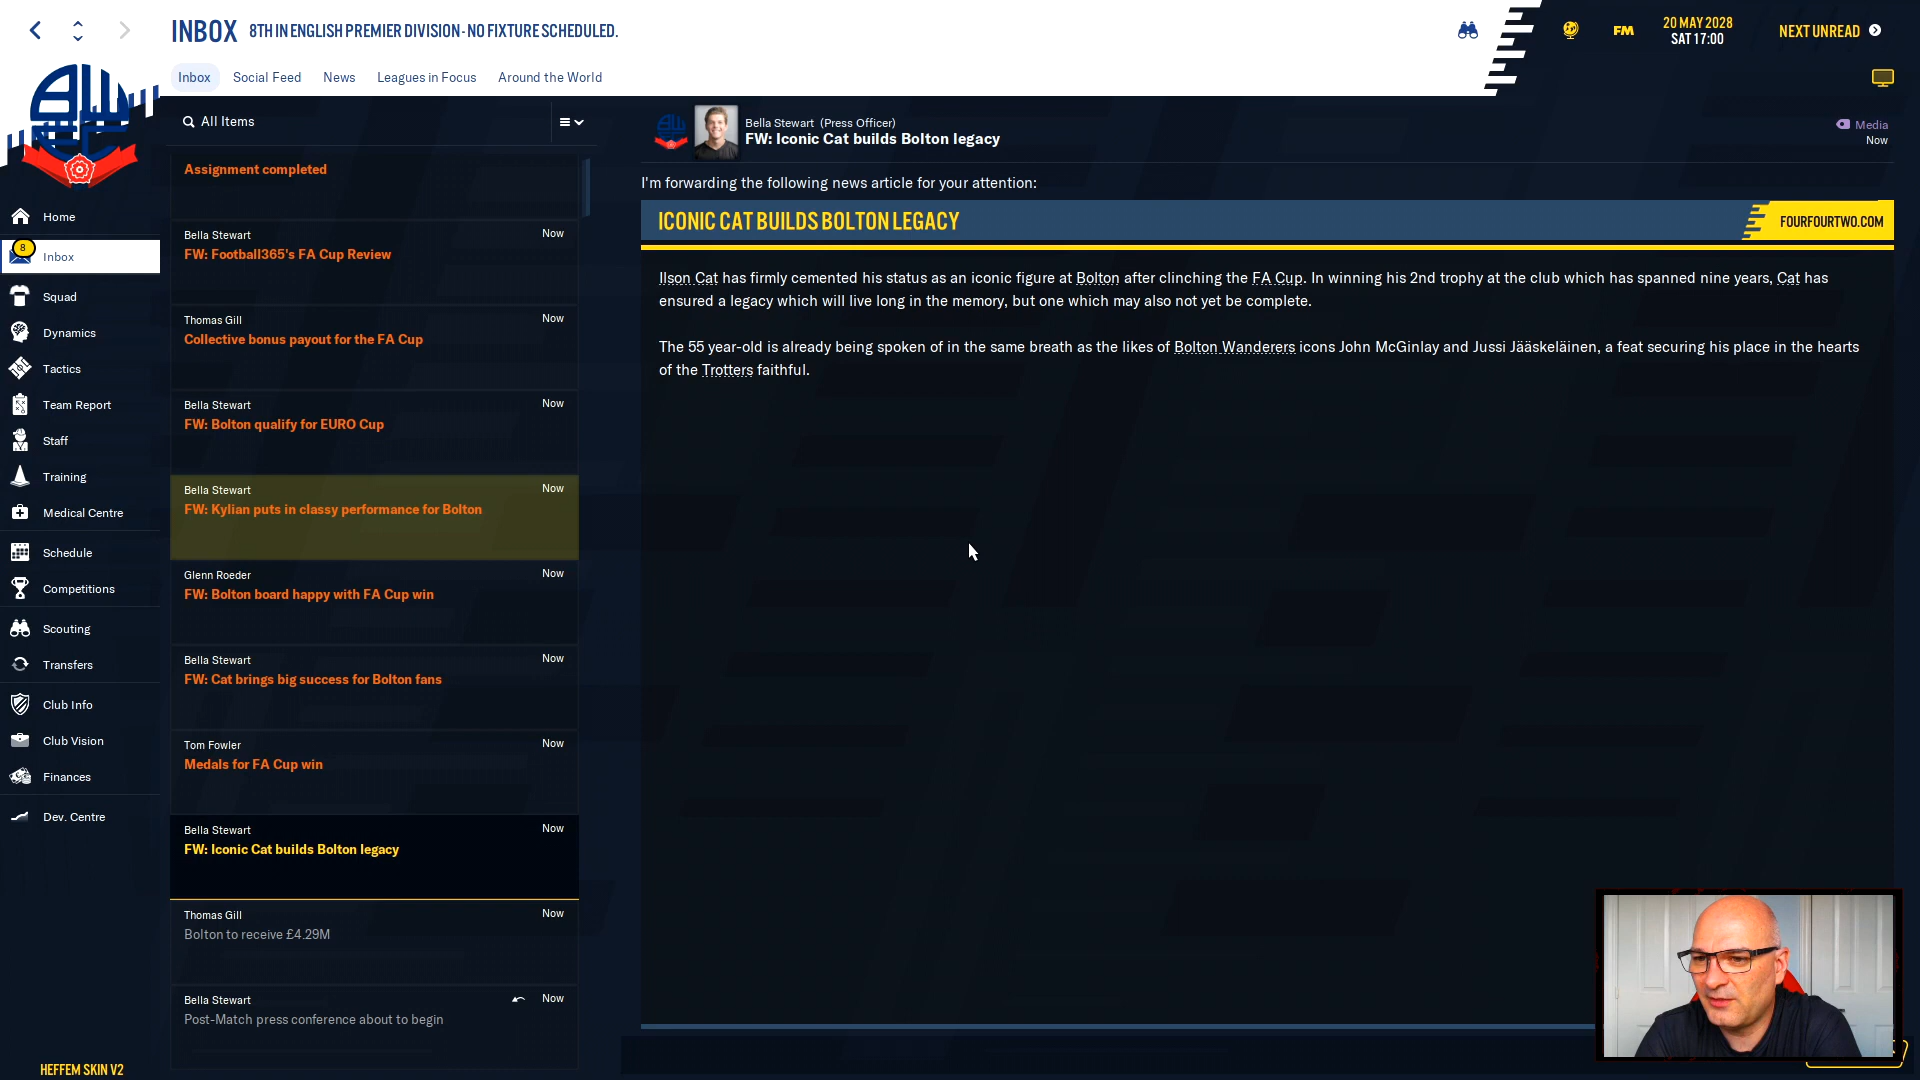 INBOX 8TH IN ENGLISH PREMIER DIVISION - NO FIXTURE SCHEDULED.
FM
20 MAY 2028
SAT 17:00
NEXT UNREAD
Inbox Social Feed News Leagues in Focus Around the World
All Items
Home
8
Inbox
Squad
Dynamics
Tactics
Team Report
Staff
Training
Medical Centre
Schedule
Competitions
Scouting
Transfers
Club Info
Club Vision
Finances
Dev. Centre
HEFFEM SKIN V2
Assignment completed
Bella Stewart Now
FW: Football365's FA Cup Review
Thomas Gill Now
Collective bonus payout for the FA Cup
Bella Stewart Now
FW: Bolton qualify for EURO Cup
Bella Stewart Now
FW: Kylian puts in classy performance for Bolton
Glenn Roeder Now
FW: Bolton board happy with FA Cup win
Bella Stewart Now
FW: Cat brings big success for Bolton fans
Tom Fowler Now
Medals for FA Cup win
Bella Stewart Now
FW: Iconic Cat builds Bolton legacy
Thomas Gill Now
Bolton to receive £4.29M
Bella Stewart Now
Post-Match press conference about to begin
Bella Stewart (Press Officer)
FW: Iconic Cat builds Bolton legacy
Media
Now
I'm forwarding the following news article for your attention:
ICONIC CAT BUILDS BOLTON LEGACY
FOURFOURTWO.COM
Ilson Cat has firmly cemented his status as an iconic figure at Bolton after clinching the FA Cup. In winning his 2nd trophy at the club which has spanned nine years, Cat has
ensured a legacy which will live long in the memory, but one which may also not yet be complete.
The 55 year-old is already being spoken of in the same breath as the likes of Bolton Wanderers icons John McGinlay and Jussi Jääskeläinen, a feat securing his place in the hearts
of the Trotters faithful.